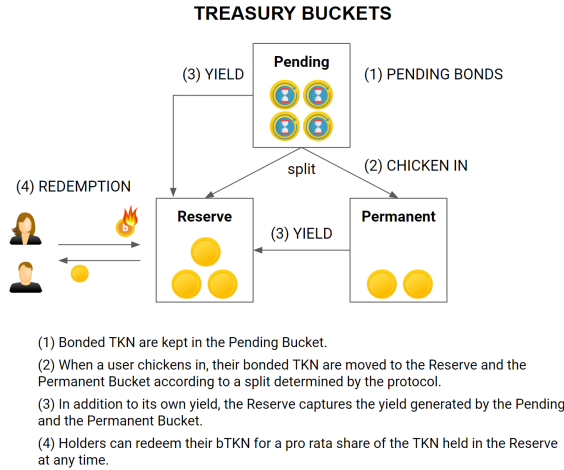 TREASURY BUCKETS
Pending
(3) YIELD
(1) PENDING BONDS
split
(2) CHICKEN IN
(4) REDEMPTION
b
Reserve
Permanent
(3) YIELD
(1) Bonded TKN are kept in the Pending Bucket.
(2) When a user chickens in, their bonded TKN are moved to the Reserve and the
Permanent Bucket according to a split determined by the protocol.
(3) In addition to its own yield, the Reserve captures the yield generated by the Pending
and the Permanent Bucket.
(4) Holders can redeem their bTKN for a pro rata share of the TKN held in the Reserve
at any time.